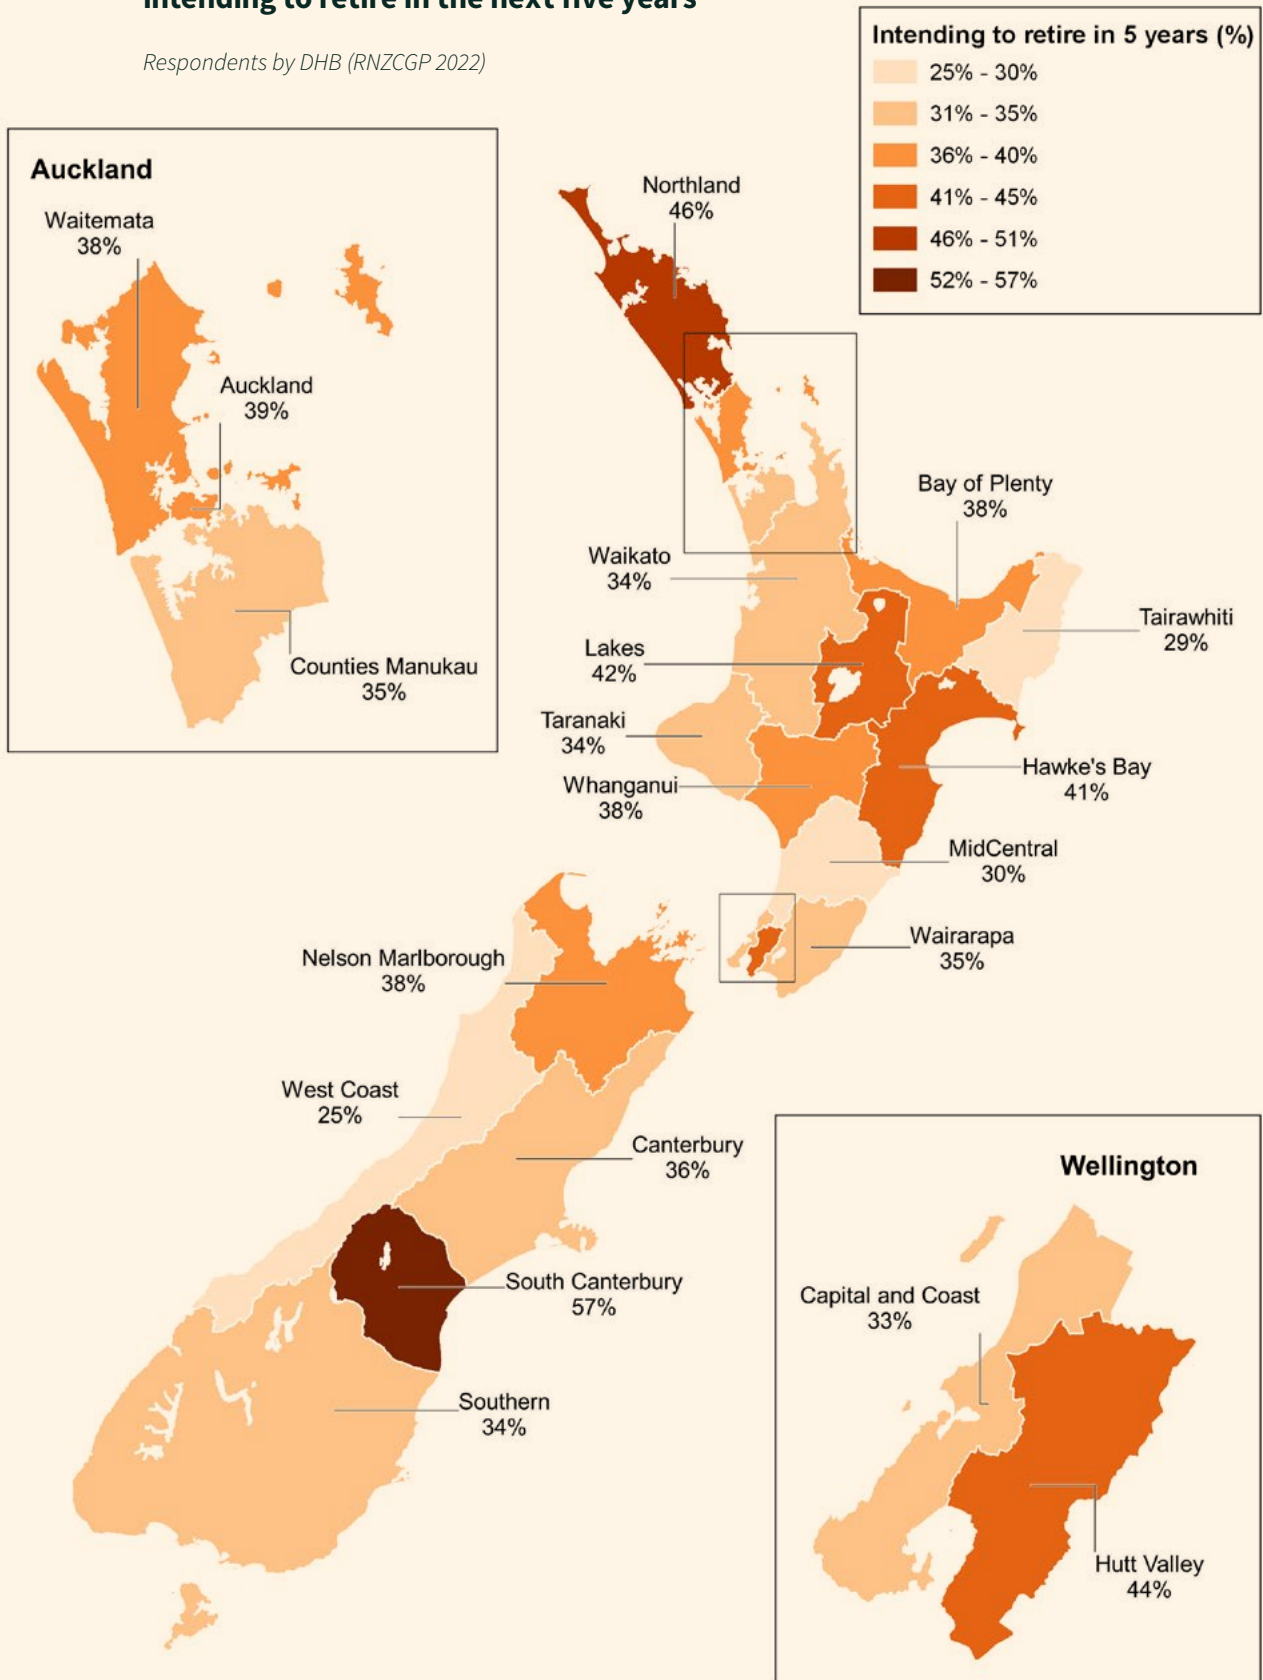 intending to retire in the next five years
Respondents by DHB (RNZCGP 2022)
Intending to retire in 5 years (%)
25% - 30%
31% - 35%
36% - 40%
41% - 45%
46% - 51%
52% - 57%
Auckland
Waitemata
38%
Auckland
39%
Counties Manukau
35%
Northland
46%
Bay of Plenty
38%
Waikato
34%
Tairawhiti
29%
Lakes
42%
Taranaki
34%
Hawke's Bay
41%
Whanganui
38%
MidCentral
30%
Wairarapa
35%
Nelson Marlborough
38%
West Coast
25%
Canterbury
36%
South Canterbury
57%
Southern
34%
Wellington
Capital and Coast
33%
Hutt Valley
44%